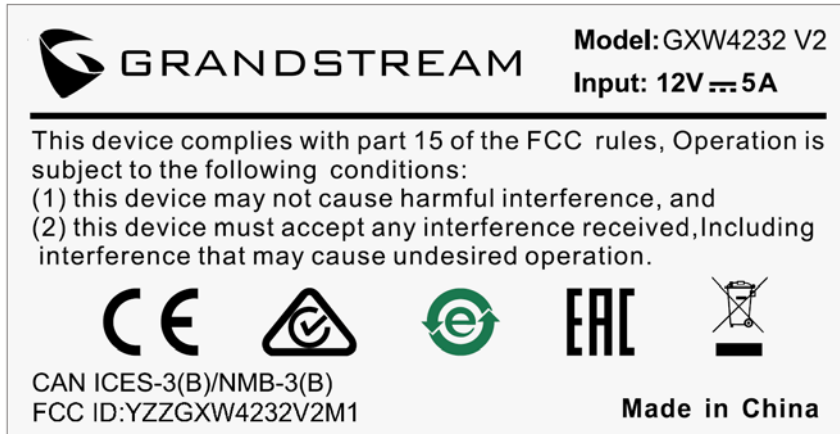 GRANDSTREAM
Model: GXW4232 V2
Input: 12V⎓5A
This device complies with part 15 of the FCC rules, Operation is
subject to the following conditions:
(1) this device may not cause harmful interference, and
(2) this device must accept any interference received,Including
interference that may cause undesired operation.
CE e EAC
CAN ICES-3(B)/NMB-3(B)
FCC ID:YZZGXW4232V2M1
Made in China